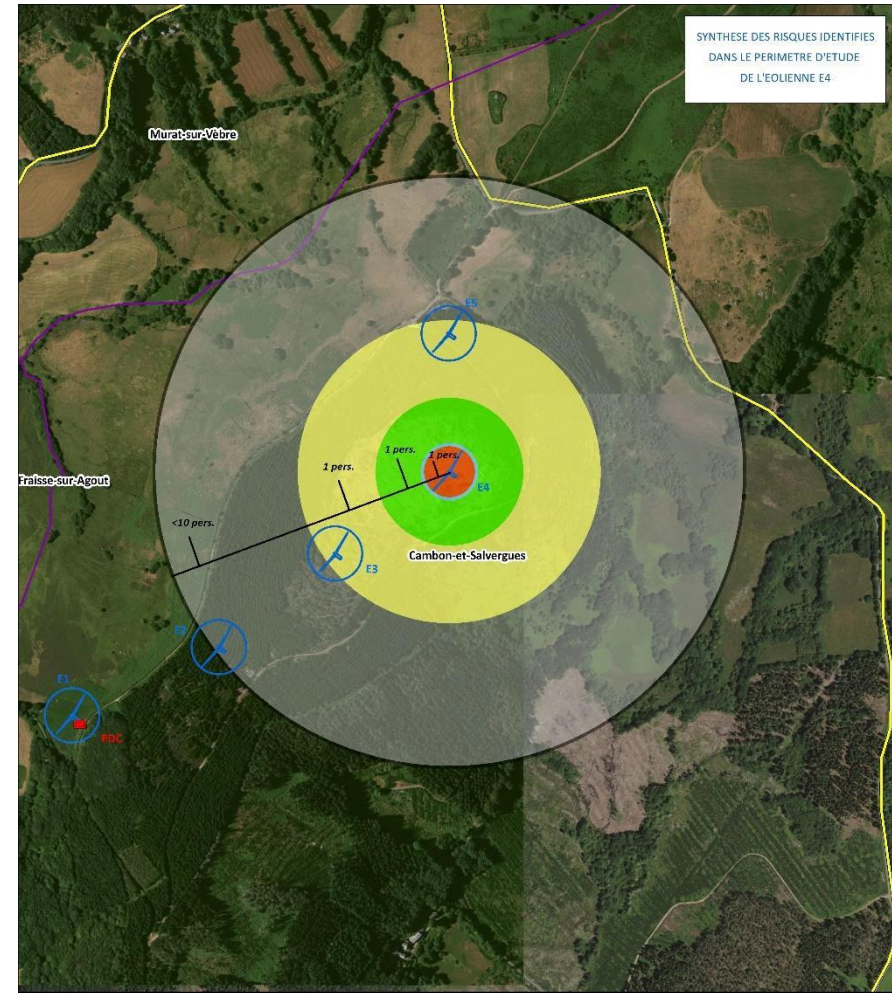 SYNTHESE DES RISQUES IDENTIFIES
DANS LE PERIMETRE D'ETUDE
DE L'EOLIENNE E4
Murat-sur-Vèbre
E5
1 pers.
1 pers.
1 pers.
Fraisse-sur-Agout
E4
<10 pers.
Cambon-et-Salvergues
E3
E2
E1
PDC